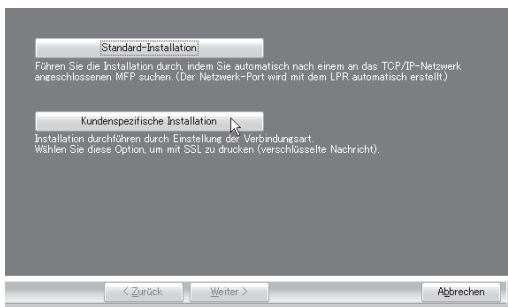 Standard-Installation
Führen Sie die Installation durch, indem Sie automatisch nach einem an das TCP/IP-Netzwerk
angeschlossenen MFP suchen. (Der Netzwerk-Port wird mit dem LPR automatisch erstellt.)
Kundenspezifische Installation
Installation durchführen durch Einstellung der Verbindungsart.
Wählen Sie diese Option, um mit SSL zu drucken (verschlüsselte Nachricht).
< Zurück
Weiter >
Abbrechen